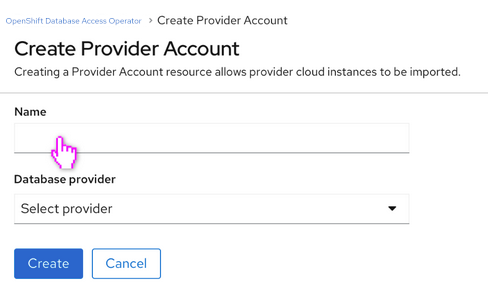 OpenShift Database Access Operator > Create Provider Account
Create Provider Account
Creating a Provider Account resource allows provider cloud instances to be imported.
Name
Database provider
Select provider
Create Cancel